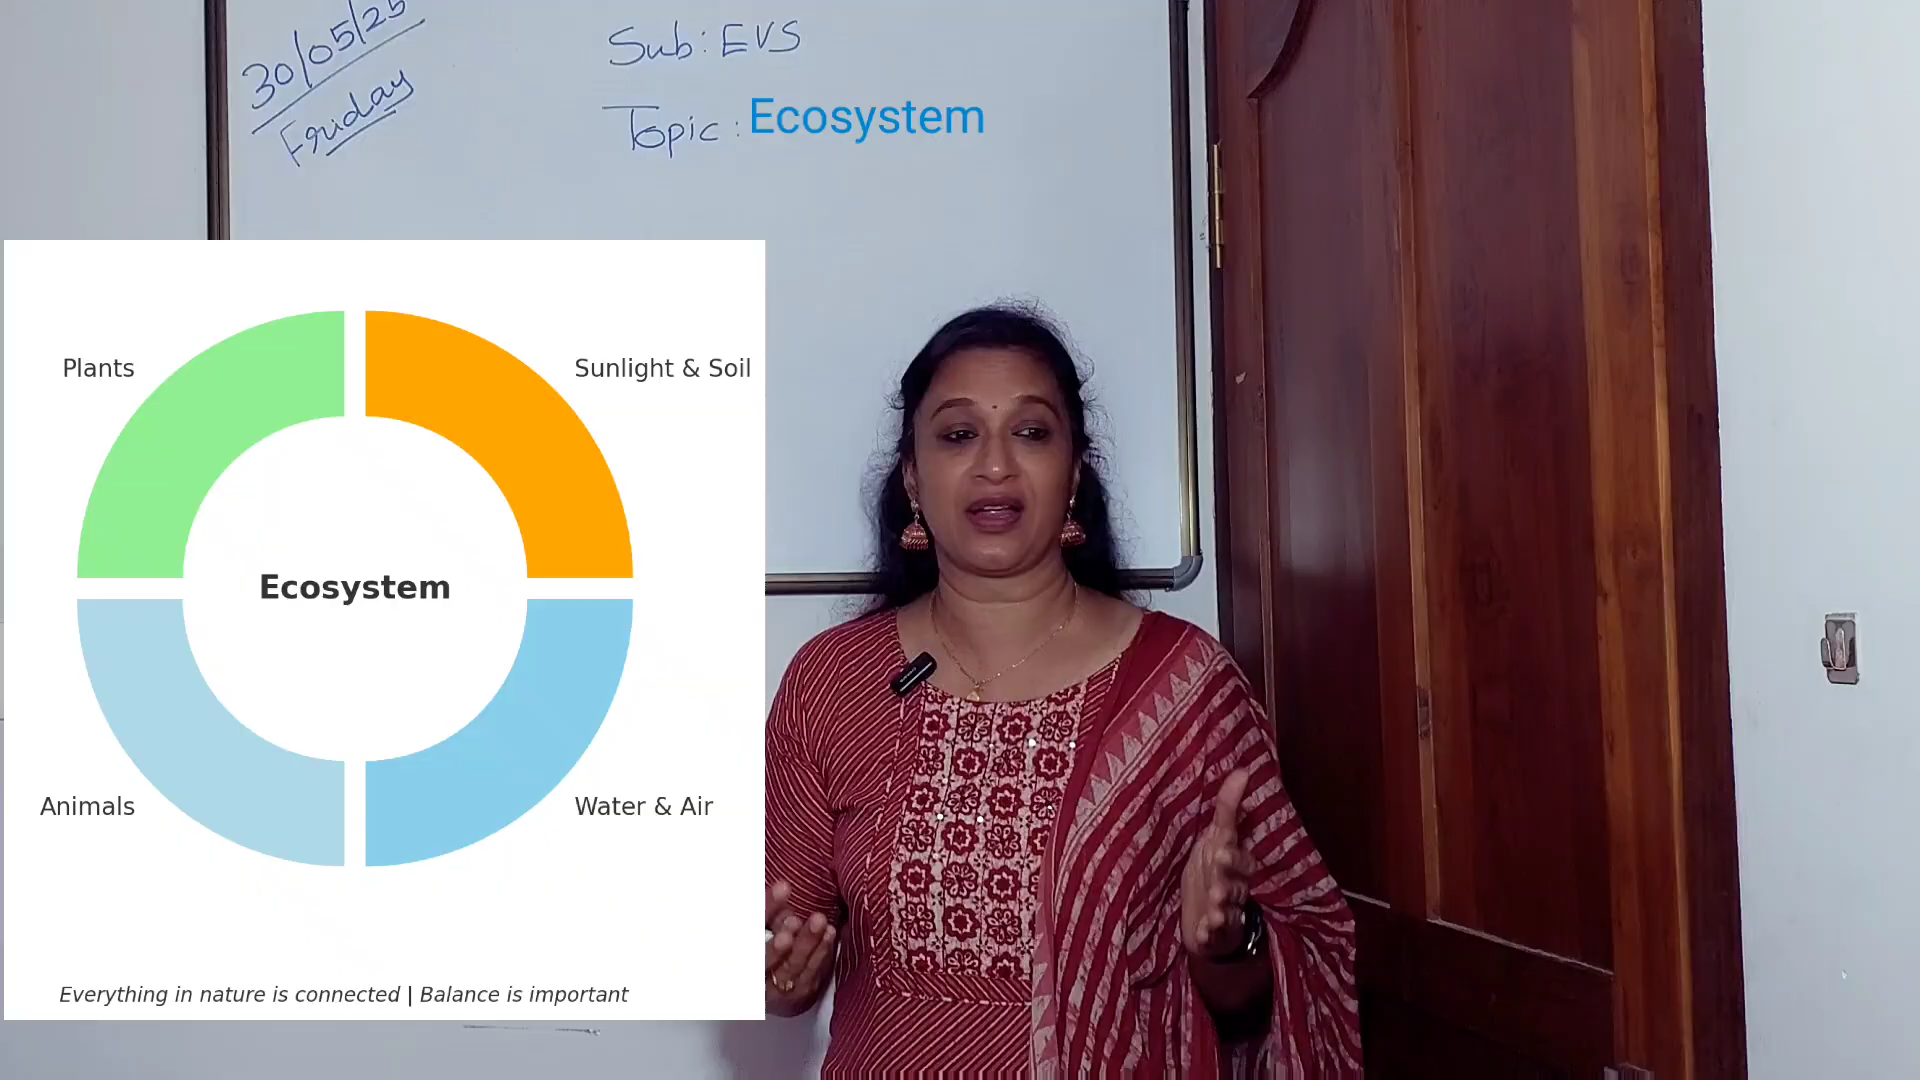 30/05/25
Friday
Sub: EVS
Topic: Ecosystem
Plants
Sunlight & Soil
Ecosystem
Animals
Water & Air
Everything in nature is connected | Balance is important